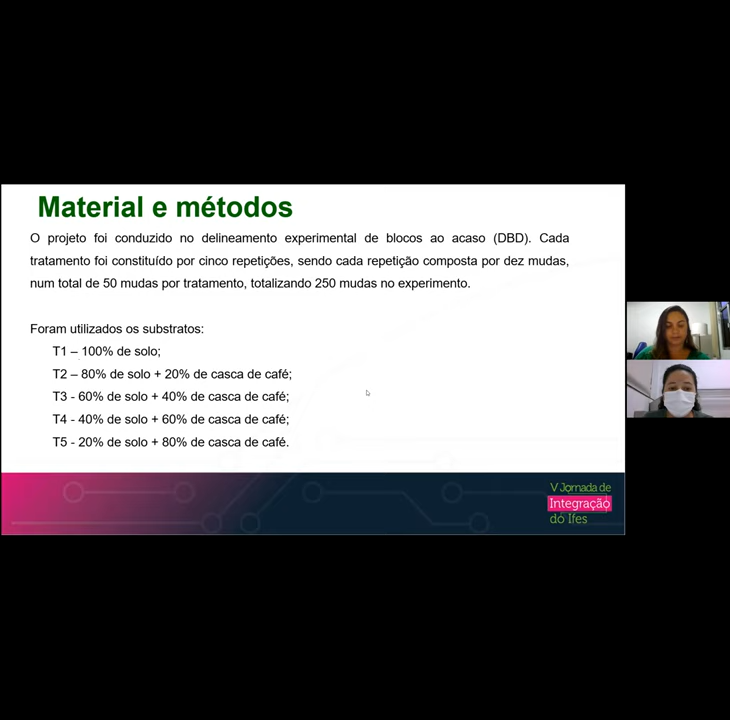 Material e métodos
O projeto foi conduzido no delineamento experimental de blocos ao acaso (DBD). Cada
tratamento foi constituído por cinco repetições, sendo cada repetição composta por dez mudas,
num total de 50 mudas por tratamento, totalizando 250 mudas no experimento.
Foram utilizados os substratos:
T1 – 100% de solo;
T2 – 80% de solo + 20% de casca de café;
T3 - 60% de solo + 40% de casca de café;
T4 - 40% de solo + 60% de casca de café;
T5 - 20% de solo + 80% de casca de café.
V Jornada de
Integração
do Ifes